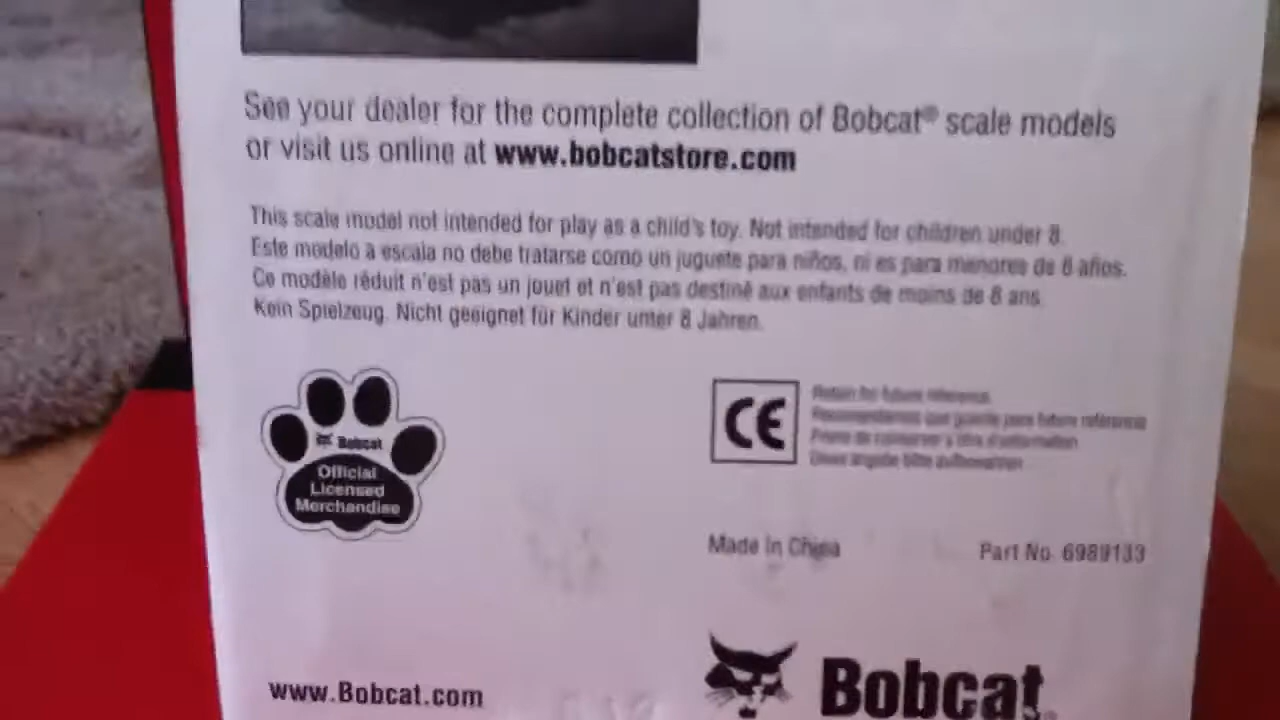 See your dealer for the complete collection of Bobcat® scale models
or visit us online at www.bobcatstore.com
This scale model not intended for play as a child's toy. Not intended for children under 8.
Este modelo a escala no debe tratarse como un juguete para niños, ni es para menores de 8 años.
Ce modèle réduit n'est pas un jouet et n'est pas destiné aux enfants de moins de 8 ans.
Kein Spielzeug. Nicht geeignet für Kinder unter 8 Jahren.
Bobcat
Official
Licensed
Merchandise
CE
Retain for future reference.
Recomendamos que guarde para futura
Made in China
Part No. 6989133
www.Bobcat.com
Bobcat